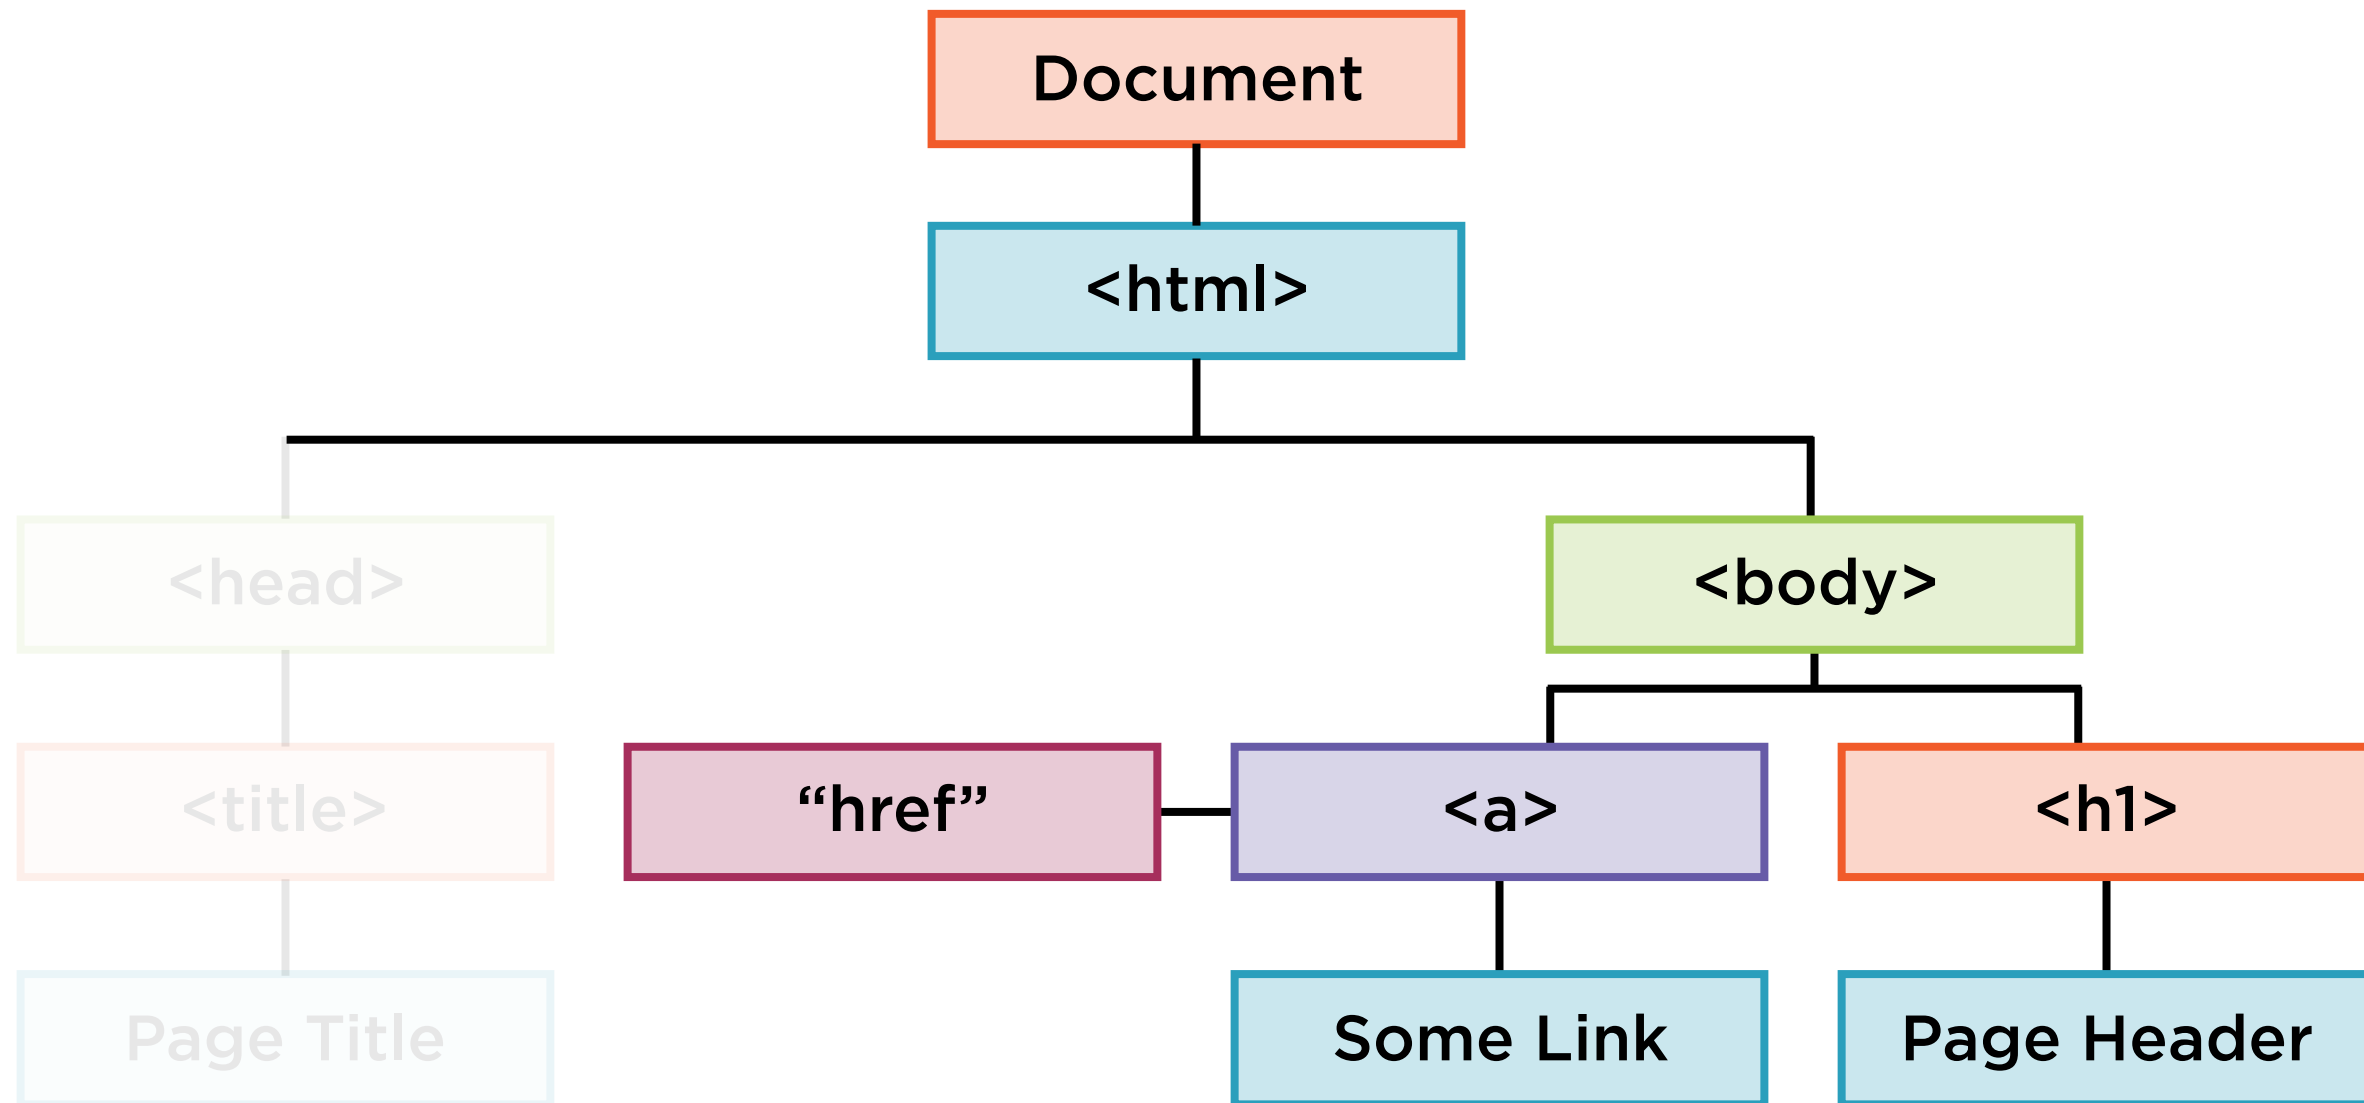 Document
<html>
<head>
<body>
<title>
“href”
<a>
<h1>
Page Title
Some Link
Page Header